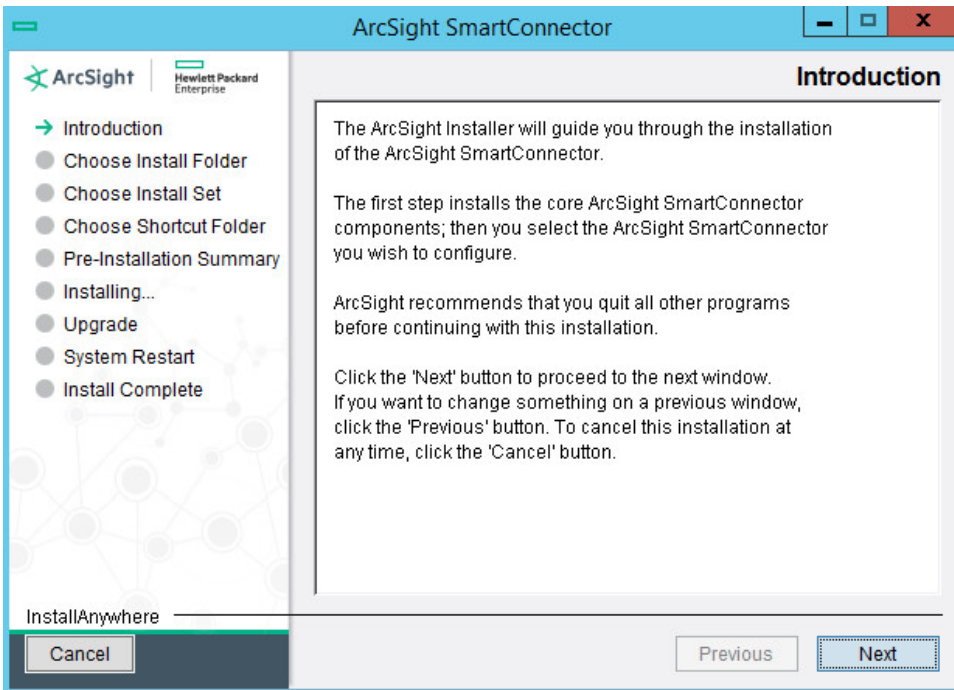 ArcSight SmartConnector
ArcSight
Hewlett Packard
Enterprise
Introduction
Introduction
Choose Install Folder
Choose Install Set
Choose Shortcut Folder
Pre-Installation Summary
Installing...
Upgrade
System Restart
Install Complete
The ArcSight Installer will guide you through the installation
of the ArcSight SmartConnector.
The first step installs the core ArcSight SmartConnector
components; then you select the ArcSight SmartConnector
you wish to configure.
ArcSight recommends that you quit all other programs
before continuing with this installation.
Click the 'Next' button to proceed to the next window.
If you want to change something on a previous window,
click the 'Previous' button. To cancel this installation at
any time, click the 'Cancel' button.
InstallAnywhere
Cancel
Previous
Next